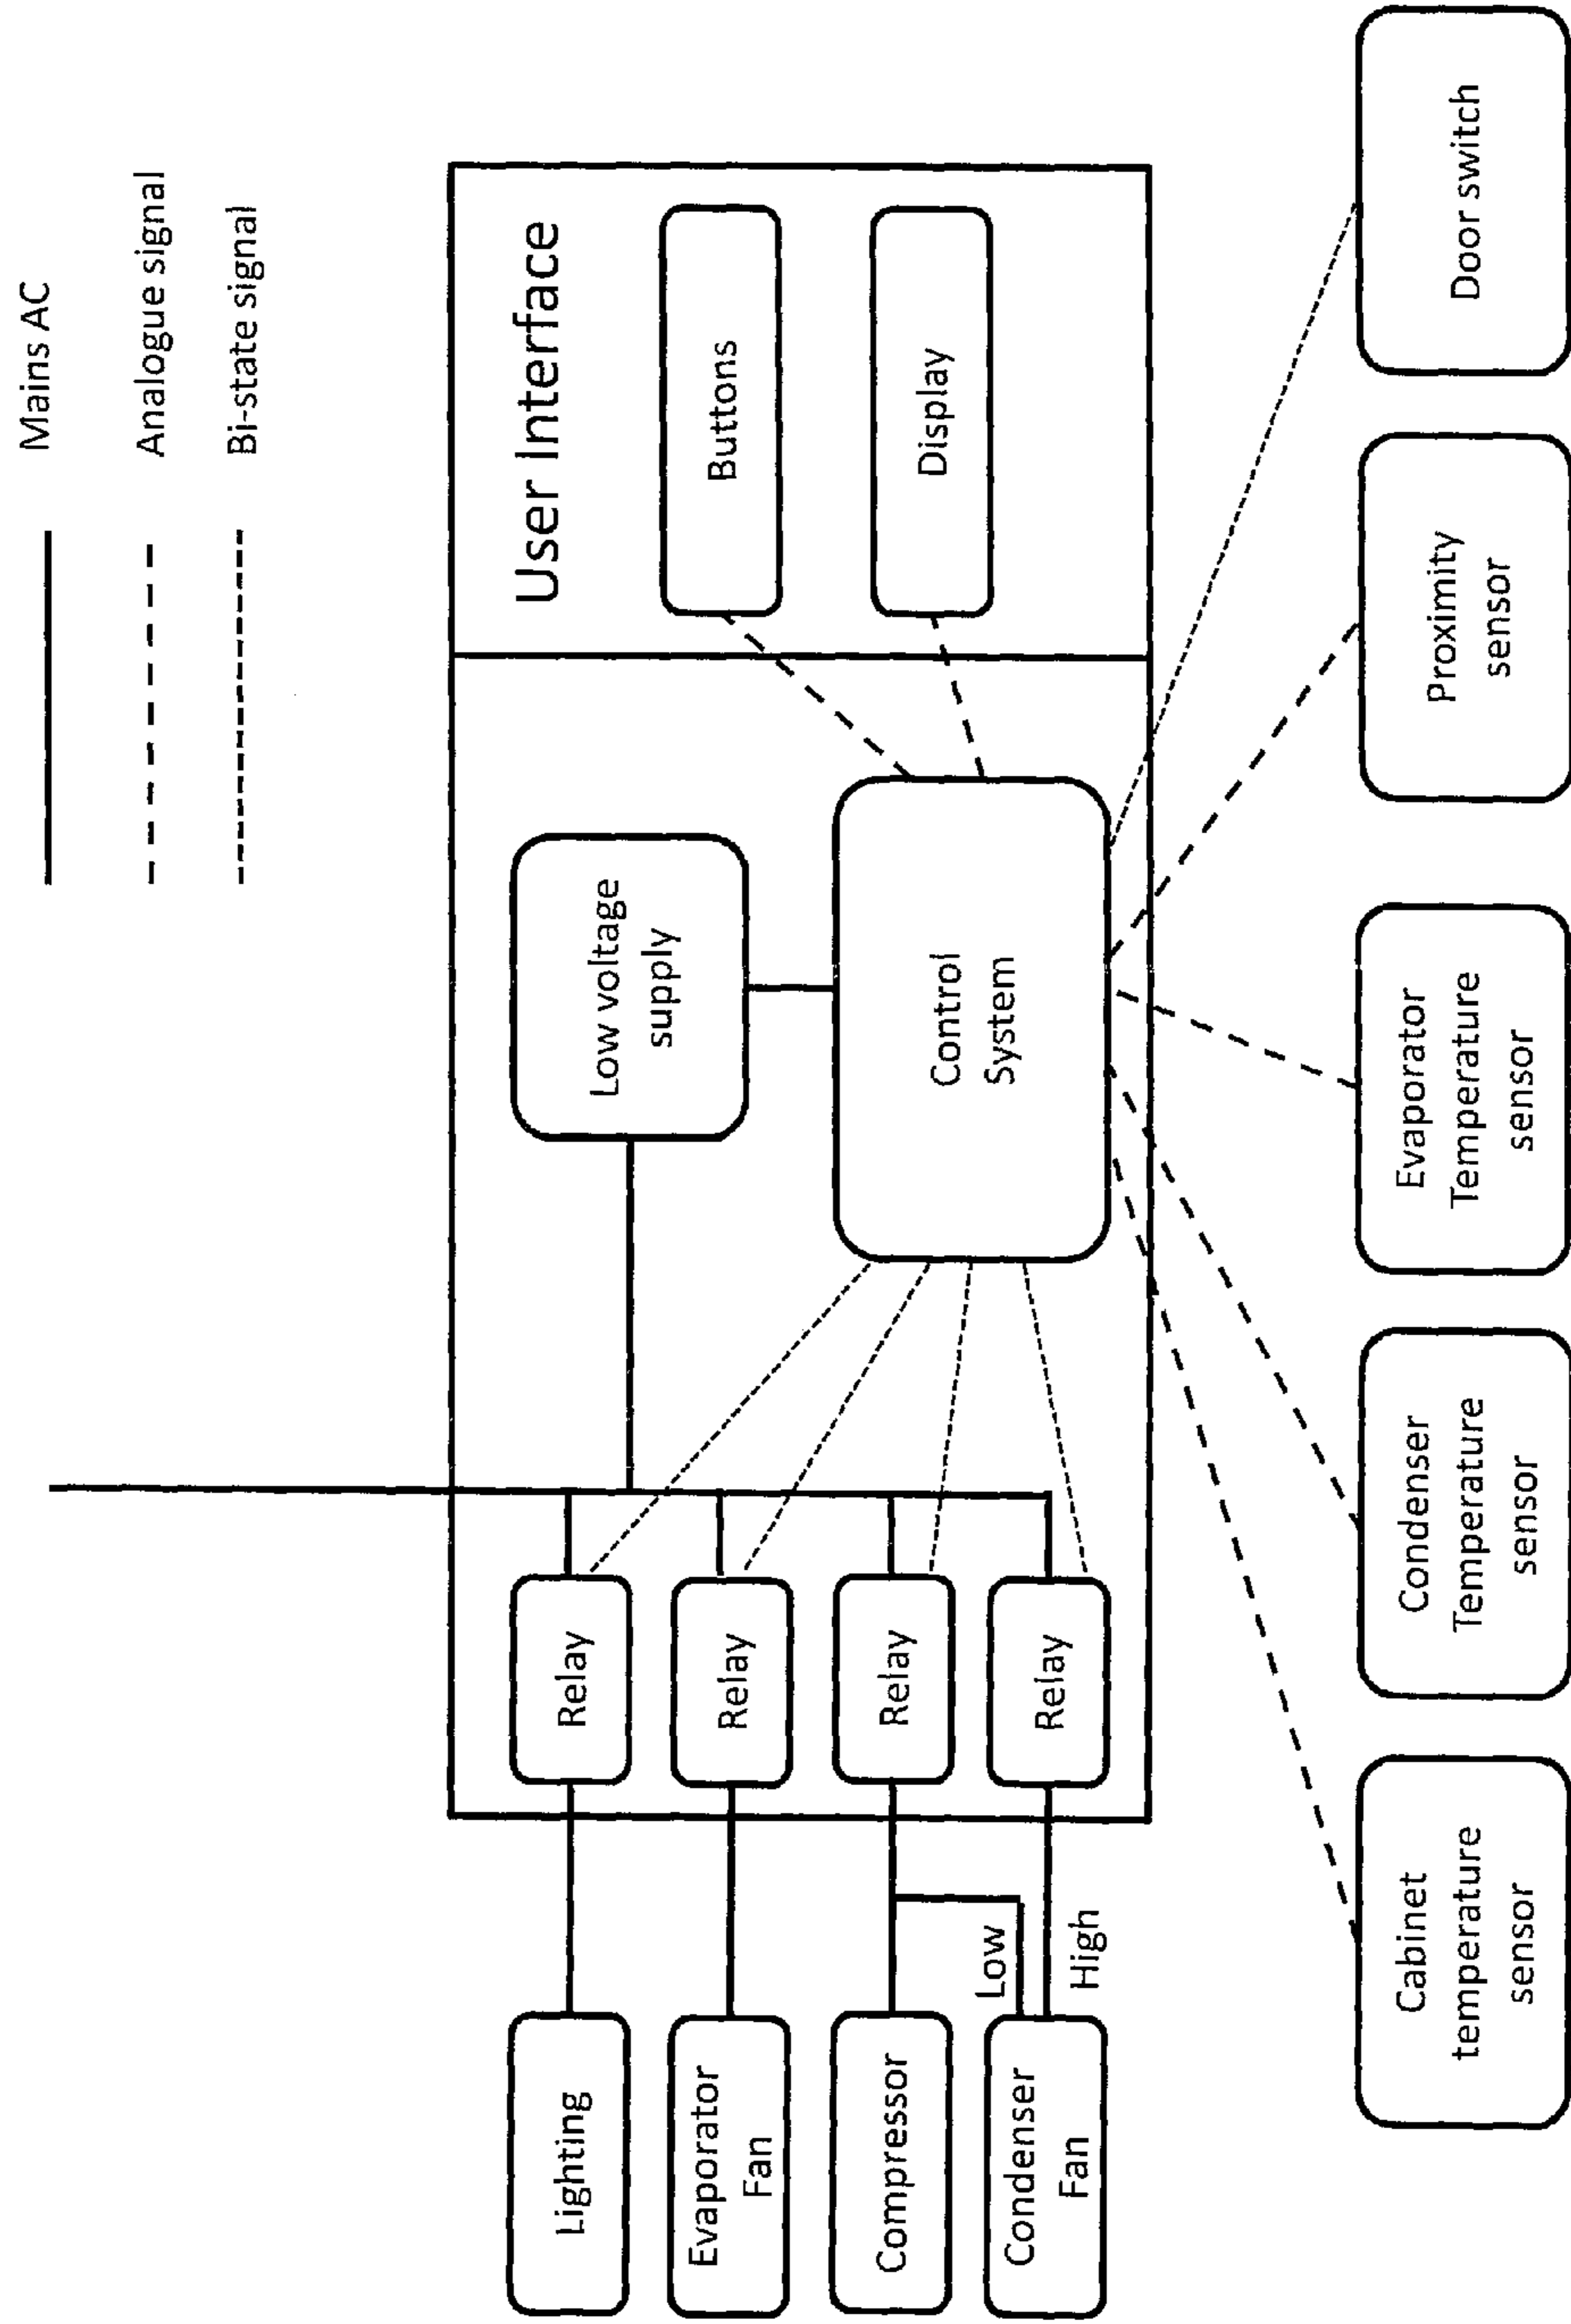 Mains AC
Analogue signal
Bi-state signal
User Interface
Buttons
Display
Low voltage
supply
Control
System
Relay
Relay
Relay
Relay
Lighting
Evaporator
Fan
Compressor
Condenser
Fan
Low
High
Cabinet
temperature
sensor
Condenser
Temperature
sensor
Evaporator
Temperature
sensor
Proximity
sensor
Door switch